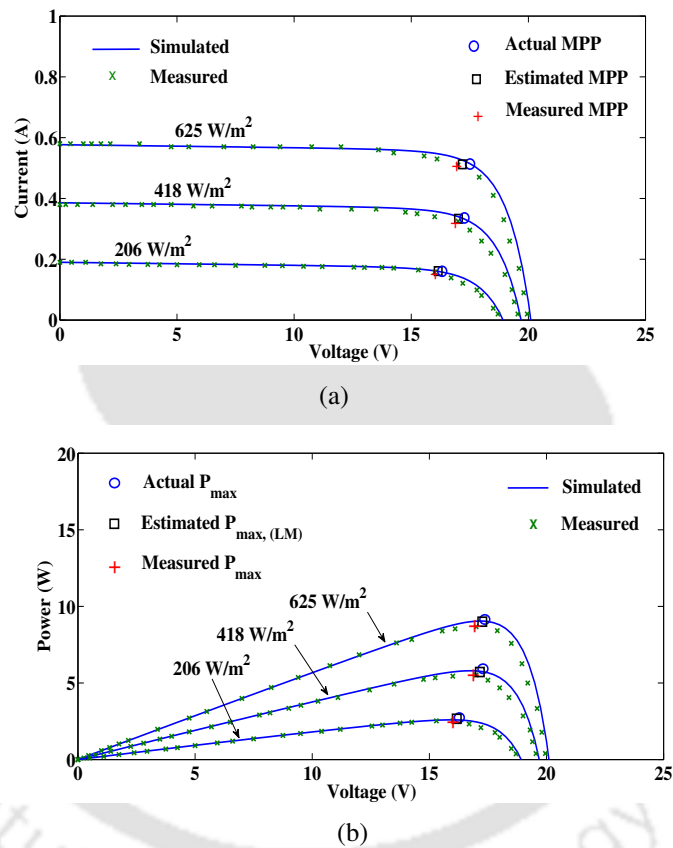 1
0.8
0.6
0.4
0.2
0
Current (A)
Simulated
Measured
Actual MPP
Estimated MPP
Measured MPP
625 W/m²
418 W/m²
206 W/m²
0 5 10 15 20 25
Voltage (V)
(a)
20
15
10
5
0
Power (W)
Actual P_max
Estimated P_max, (LM)
Measured P_max
Simulated
Measured
625 W/m²
418 W/m²
206 W/m²
0 5 10 15 20 25
Voltage (V)
(b)